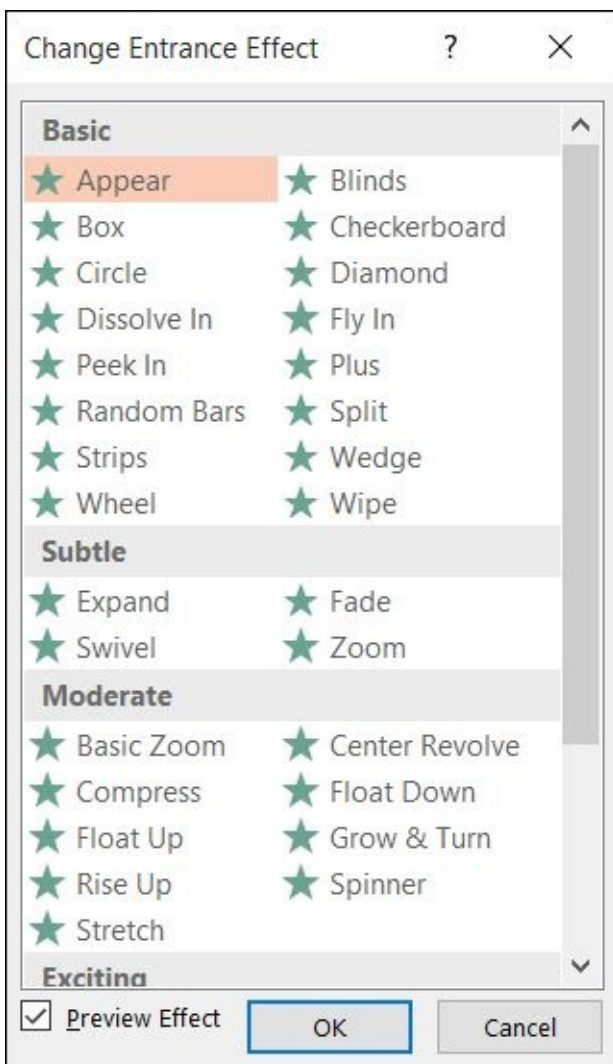 Change Entrance Effect ?
Basic
Appear Blinds
Box Checkerboard
Circle Diamond
Dissolve In Fly In
Peek In Plus
Random Bars Split
Strips Wedge
Wheel Wipe
Subtle
Expand Fade
Swivel Zoom
Moderate
Basic Zoom Center Revolve
Compress Float Down
Float Up Grow & Turn
Rise Up Spinner
Stretch
Exciting
Preview Effect OK Cancel